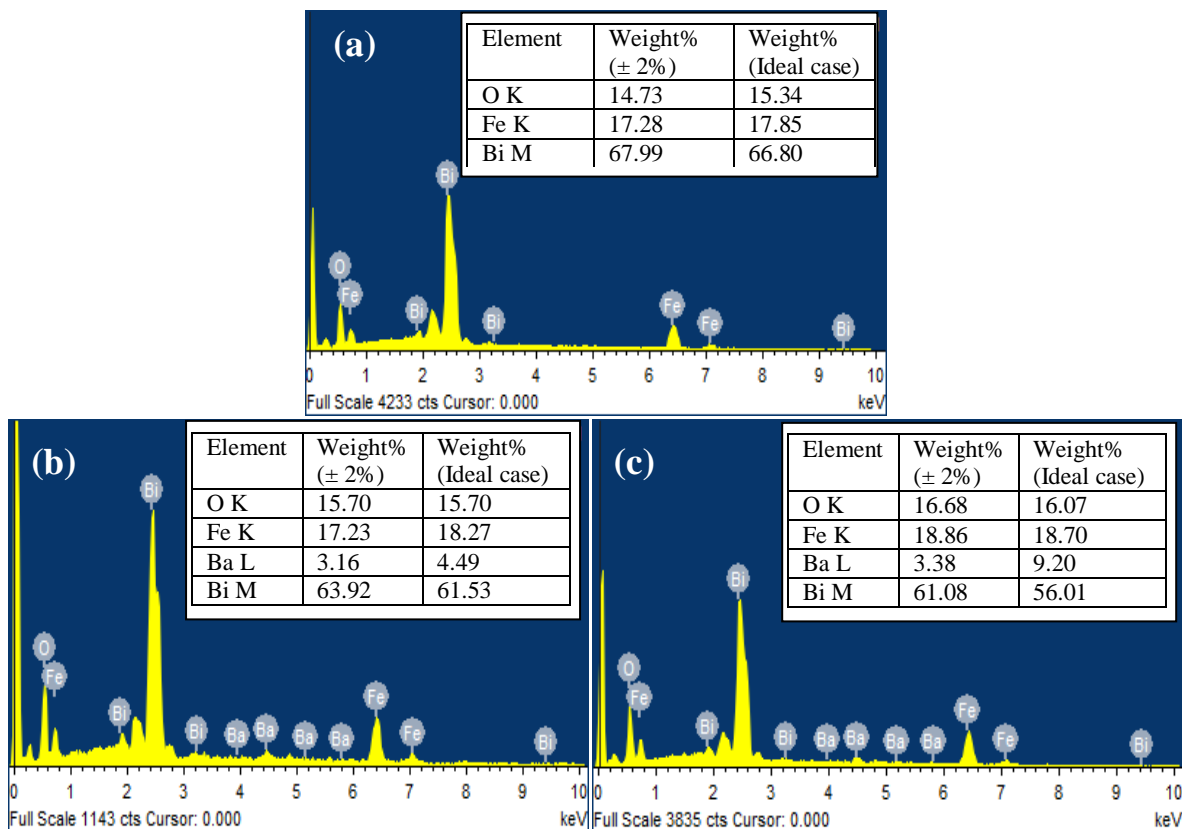 (a)
Element Weight% (± 2%) Weight% (Ideal case)
O K 14.73 15.34
Fe K 17.28 17.85
Bi M 67.99 66.80
Bi
O
Fe
Bi
Bi
Fe
Fe
Bi
0 1 2 3 4 5 6 7 8 9 10
Full Scale 4233 cts Cursor: 0.000 keV
(b)
Element Weight% (± 2%) Weight% (Ideal case)
O K 15.70 15.70
Fe K 17.23 18.27
Ba L 3.16 4.49
Bi M 63.92 61.53
Bi
O
Fe
Bi
Bi
Ba
Ba
Ba
Ba
Fe
Fe
Bi
0 1 2 3 4 5 6 7 8 9 10
Full Scale 1143 cts Cursor: 0.000 keV
(c)
Element Weight% (± 2%) Weight% (Ideal case)
O K 16.68 16.07
Fe K 18.86 18.70
Ba L 3.38 9.20
Bi M 61.08 56.01
Bi
O
Fe
Bi
Bi
Ba
Ba
Ba
Ba
Fe
Fe
Bi
0 1 2 3 4 5 6 7 8 9 10
Full Scale 3835 cts Cursor: 0.000 keV